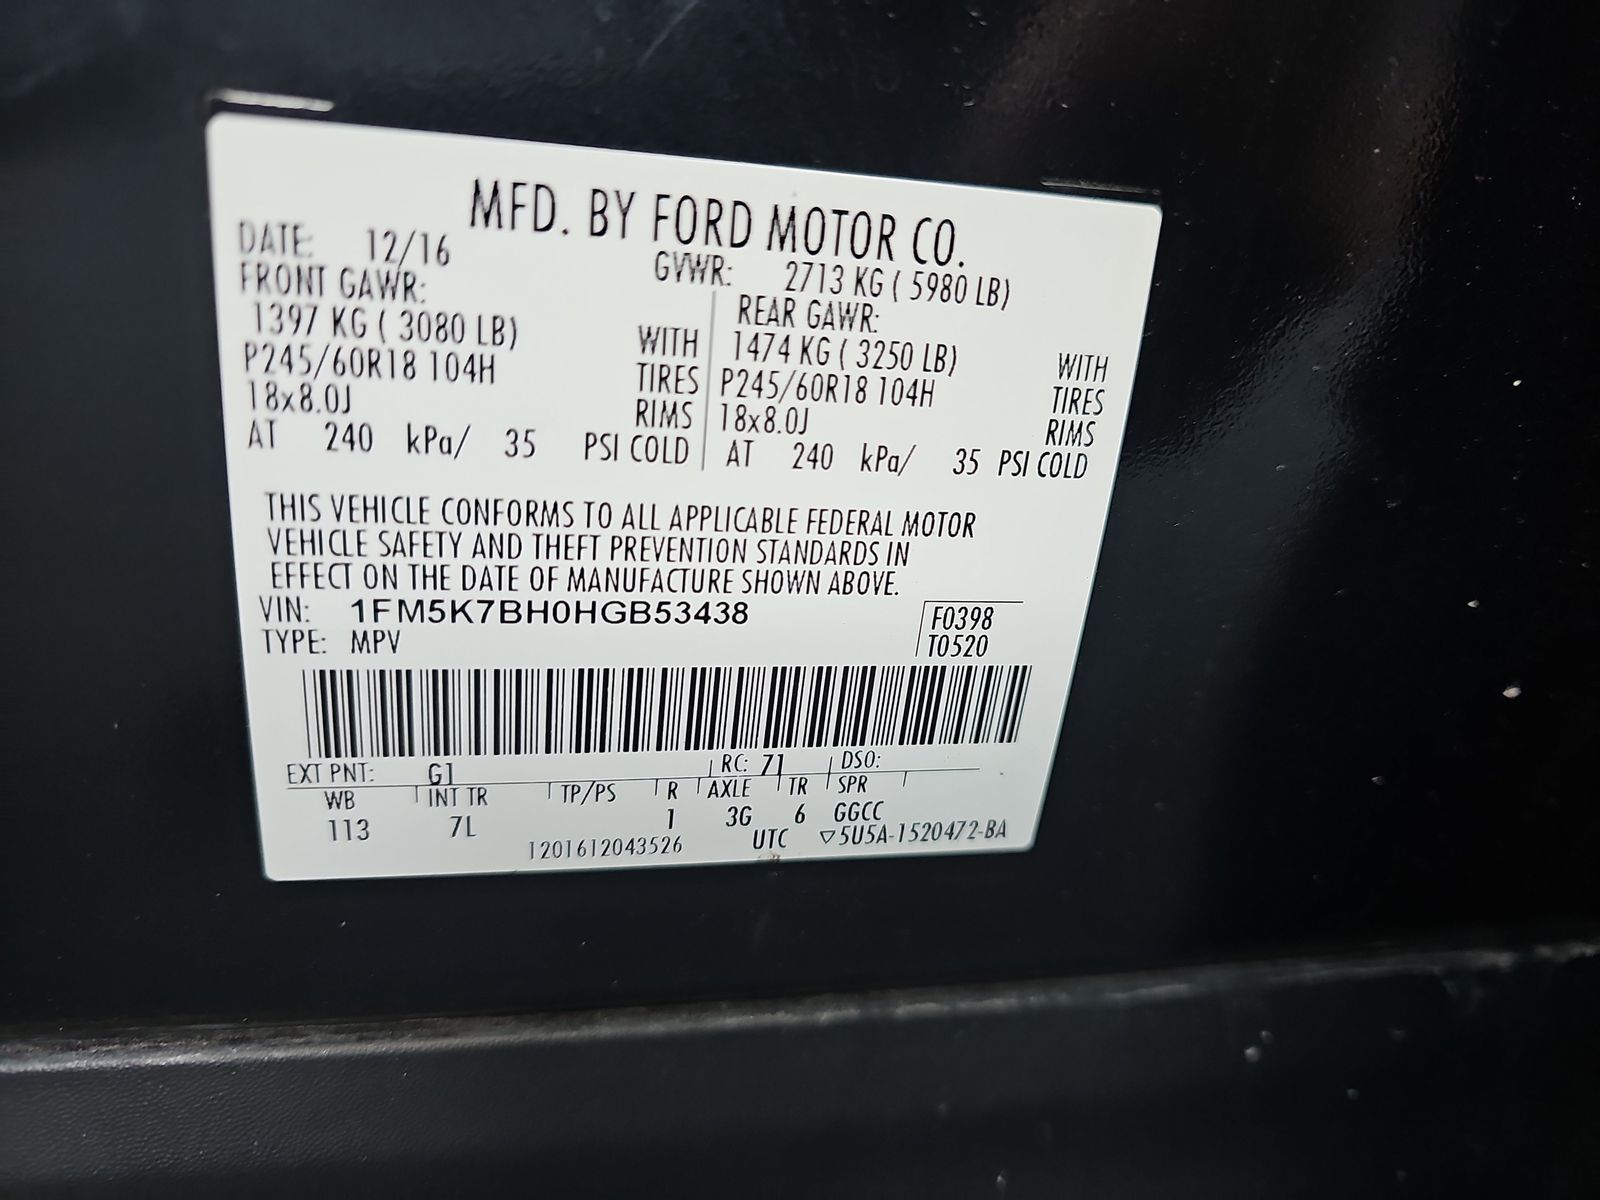 MFD. BY FORD MOTOR CO.
DATE: 12/16 GVWR: 2713 KG ( 5980 LB)
FRONT GAWR: REAR GAWR:
1397 KG ( 3080 LB) WITH 1474 KG ( 3250 LB) WITH
P245/60R18 104H TIRES P245/60R18 104H TIRES
18x8.0J RIMS 18x8.0J RIMS
AT 240 kPa/ 35 PSI COLD AT 240 kPa/ 35 PSI COLD
THIS VEHICLE CONFORMS TO ALL APPLICABLE FEDERAL MOTOR
VEHICLE SAFETY AND THEFT PREVENTION STANDARDS IN
EFFECT ON THE DATE OF MANUFACTURE SHOWN ABOVE.
VIN: 1FM5K7BH0HGB53438 F0398
TYPE: MPV T0520
EXT PNT: G1 RC: 71 DSO:
WB INT TR TP/PS R AXLE TR SPR
113 7L 1 3G 6 GGCC
1201612043526 UTC ▽5U5A-1520472-BA